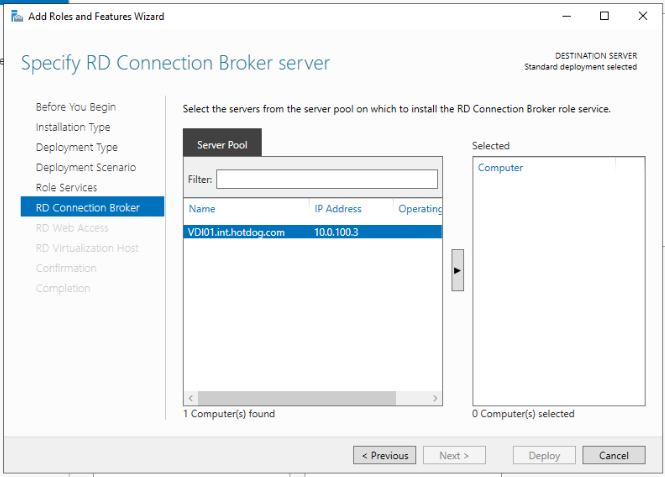 Add Roles and Features Wizard
Specify RD Connection Broker server
DESTINATION SERVER
Standard deployment selected
Before You Begin
Installation Type
Deployment Type
Deployment Scenario
Role Services
RD Connection Broker
RD Web Access
RD Virtualization Host
Confirmation
Completion
Select the servers from the server pool on which to install the RD Connection Broker role service.
Server Pool
Filter:
Name IP Address Operating
VDI01.int.hotdog.com 10.0.100.3
1 Computer(s) found
Selected
Computer
0 Computer(s) selected
< Previous Next > Deploy Cancel